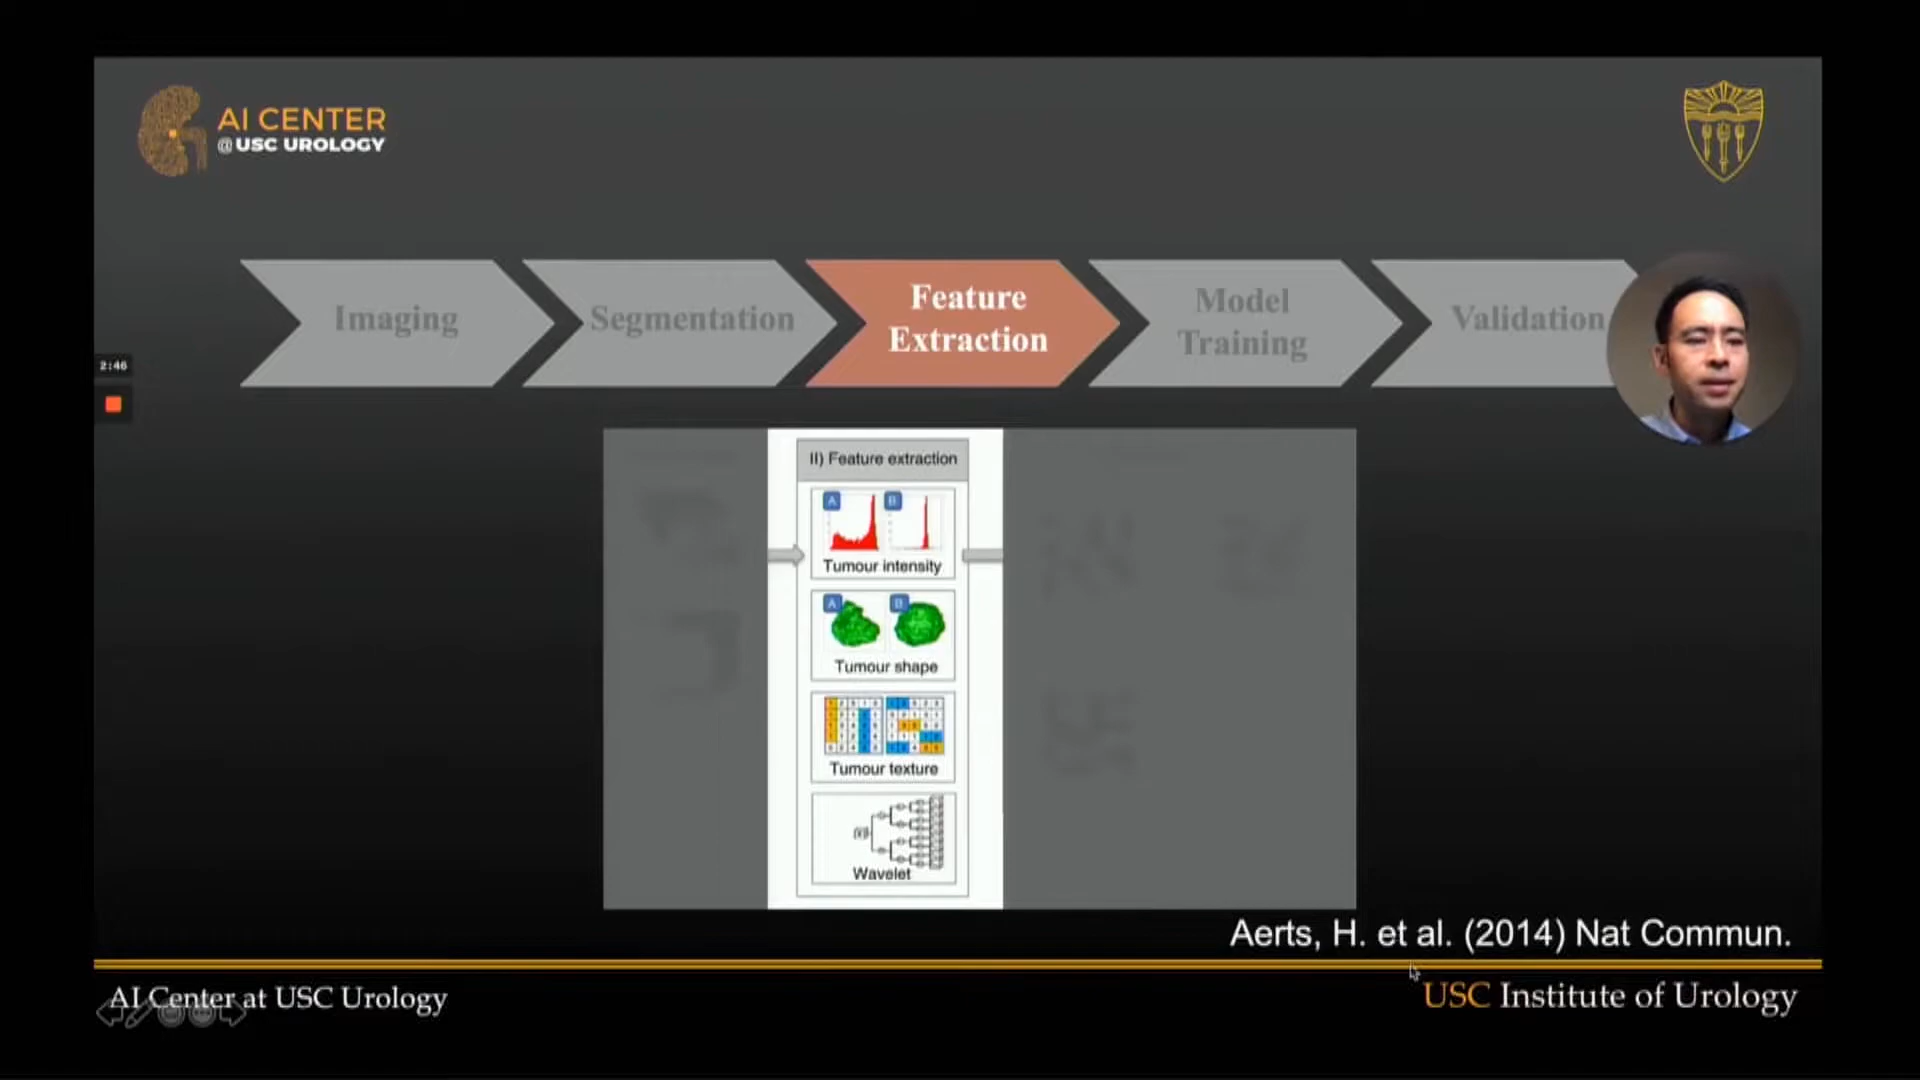 AI CENTER
@USC UROLOGY
Imaging
Segmentation
Feature
Extraction
Model
Training
Validation
2:46
II) Feature extraction
A
B
Tumour intensity
A
B
Tumour shape
Tumour texture
Wavelet
Aerts, H. et al. (2014) Nat Commun.
AI Center at USC Urology
USC Institute of Urology